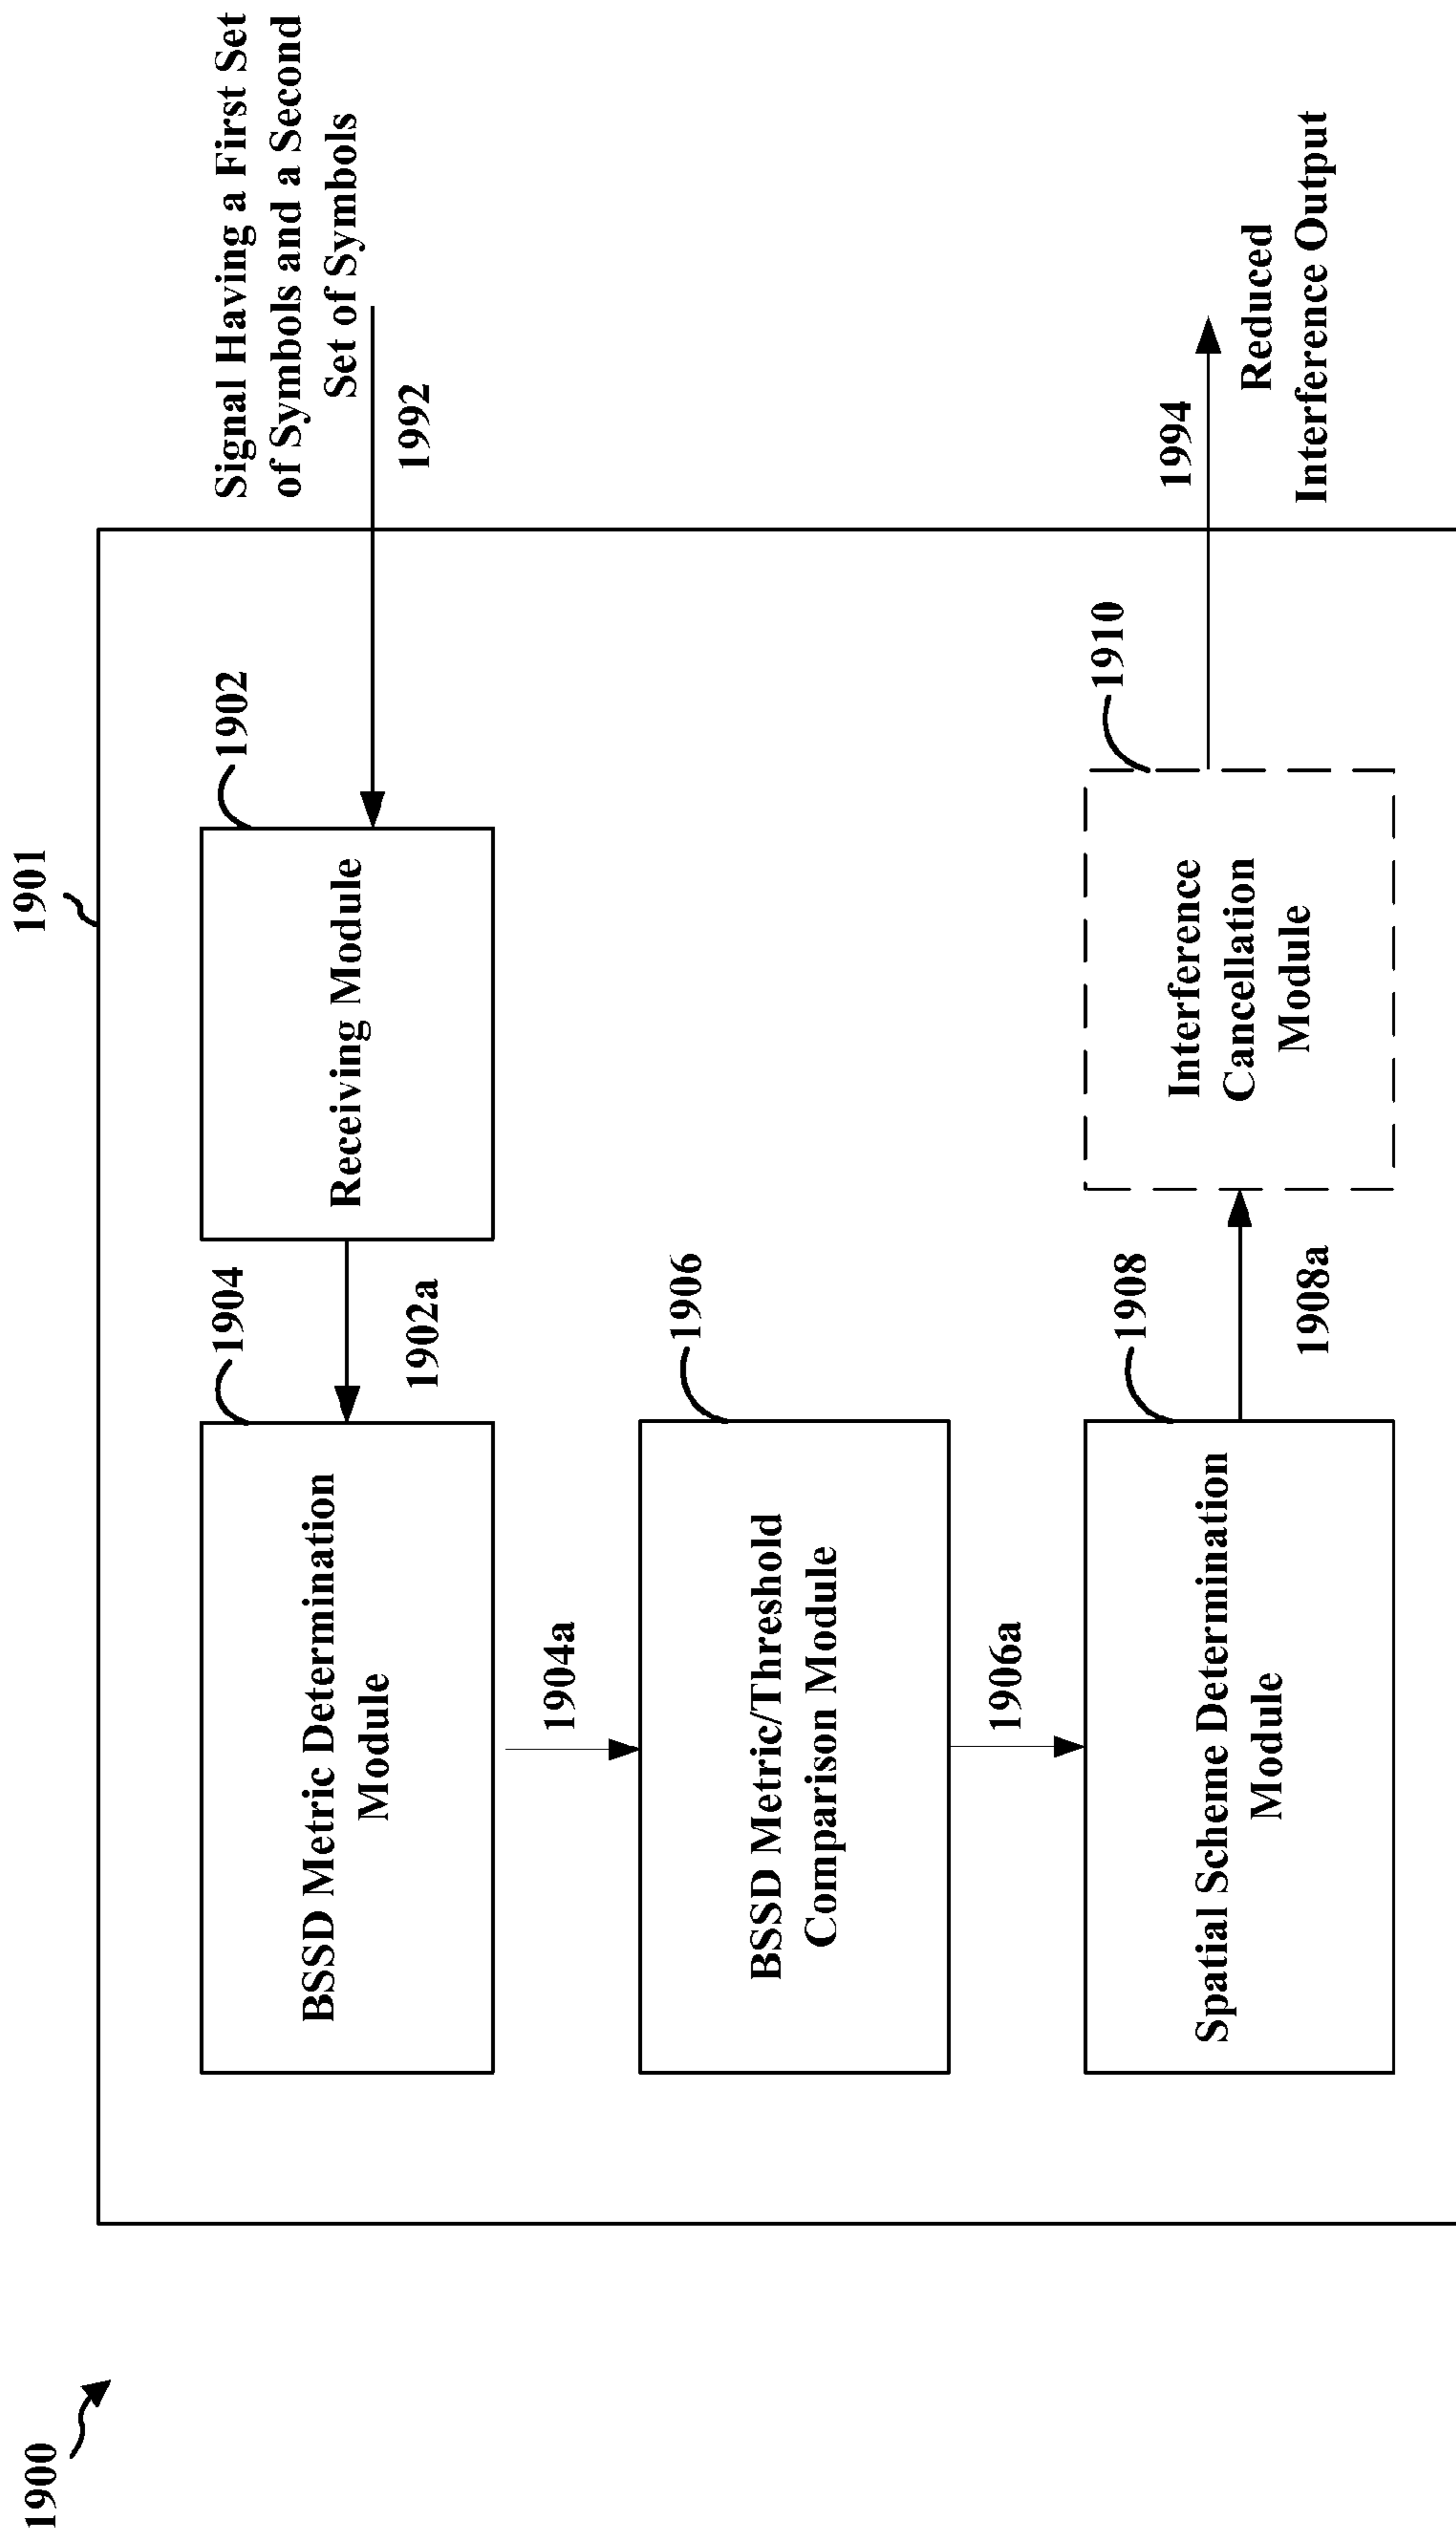 1900
1901
Signal Having a First Set
of Symbols and a Second
Set of Symbols
1992
1902
Receiving Module
1902a
1904
BSSD Metric Determination
Module
1904a
1906
BSSD Metric/Threshold
Comparison Module
1906a
1908
Spatial Scheme Determination
Module
1908a
1910
Interference
Cancellation
Module
1994
Reduced
Interference Output